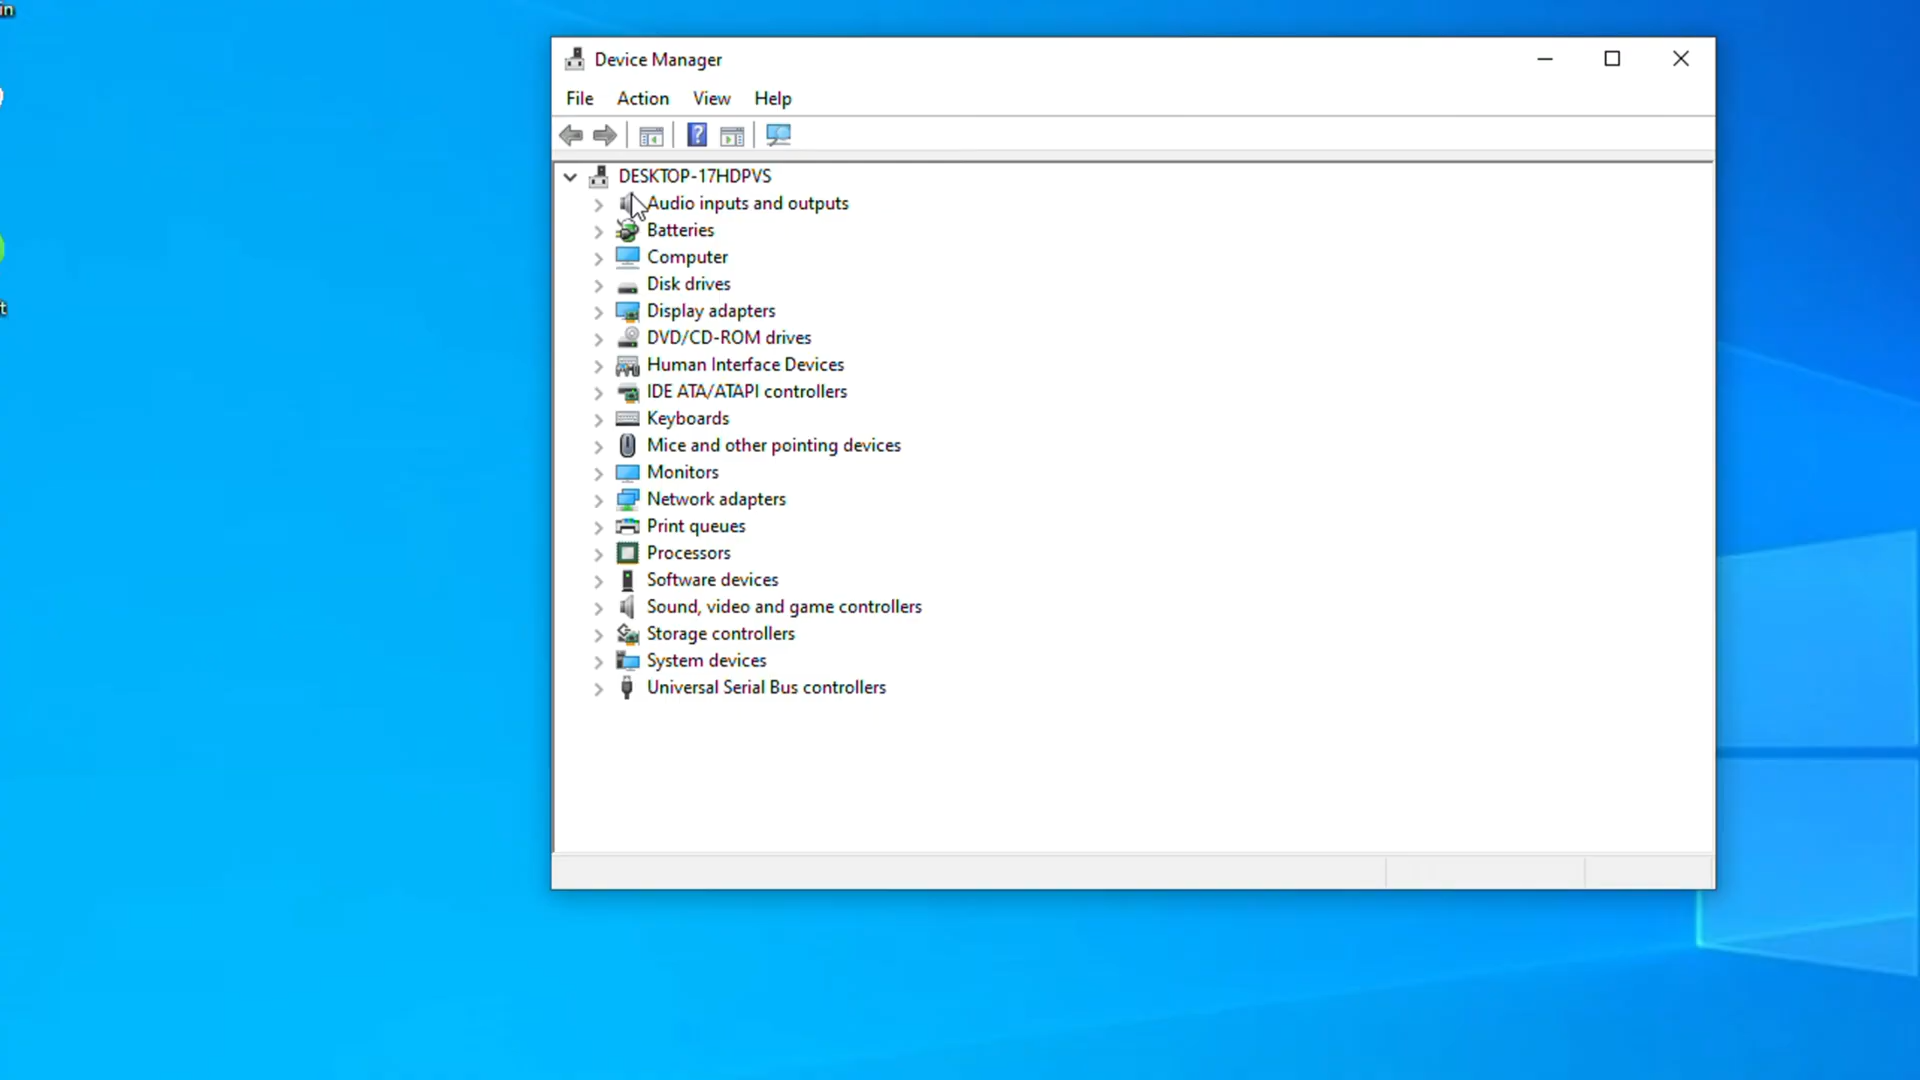 in
Device Manager
File Action View Help
DESKTOP-17HDPVS
Audio inputs and outputs
Batteries
Computer
Disk drives
Display adapters
DVD/CD-ROM drives
Human Interface Devices
IDE ATA/ATAPI controllers
Keyboards
Mice and other pointing devices
Monitors
Network adapters
Print queues
Processors
Software devices
Sound, video and game controllers
Storage controllers
System devices
Universal Serial Bus controllers
t